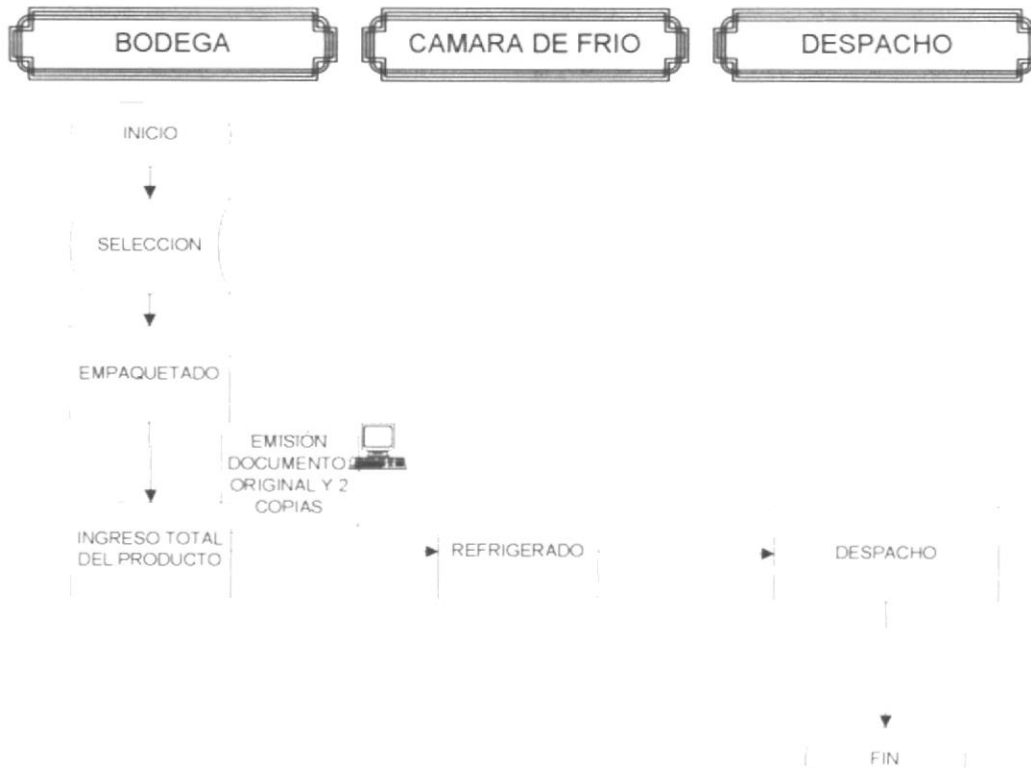 BODEGA
CAMARA DE FRIO
DESPACHO
INICIO
SELECCION
EMPAQUETADO
EMISIÓN
DOCUMENTO
ORIGINAL Y 2
COPIAS
INGRESO TOTAL
DEL PRODUCTO
REFRIGERADO
DESPACHO
FIN